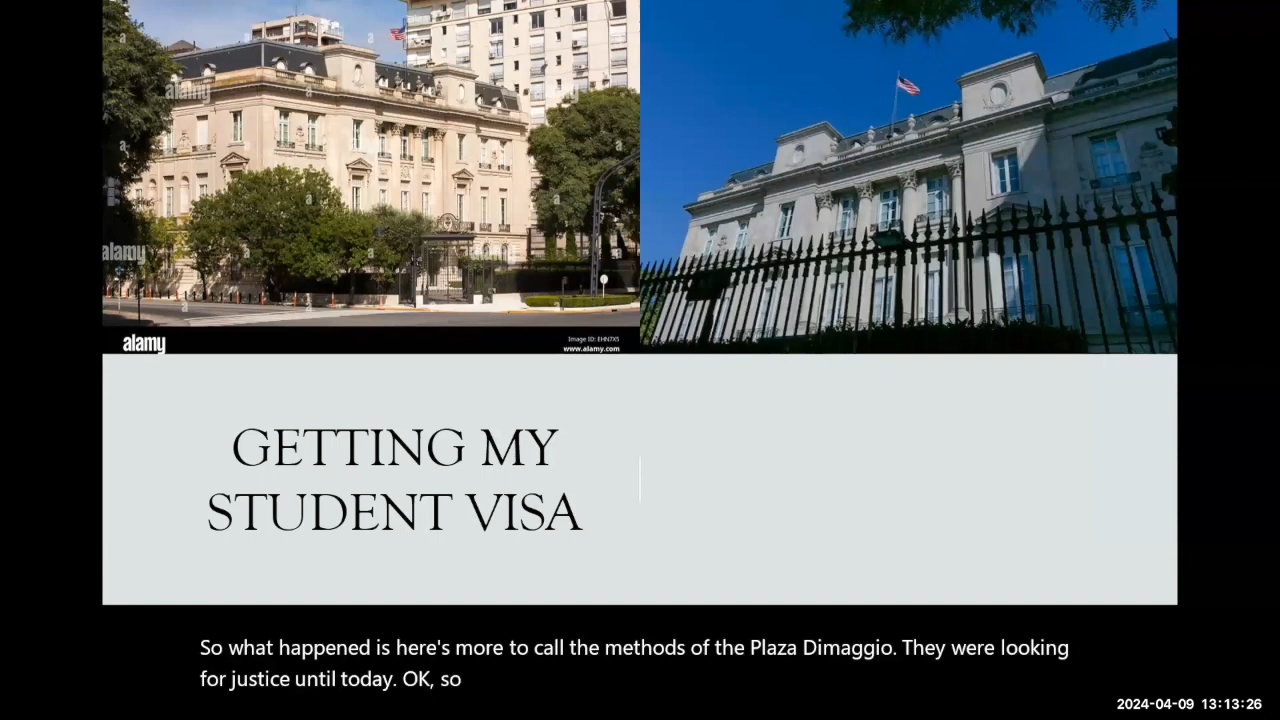 alamy
alamy
alamy
alamy
Image ID: EHN7X5
www.alamy.com
GETTING MY
STUDENT VISA
So what happened is here's more to call the methods of the Plaza Dimaggio. They were looking
for justice until today. OK, so
2024-04-09 13:13:26